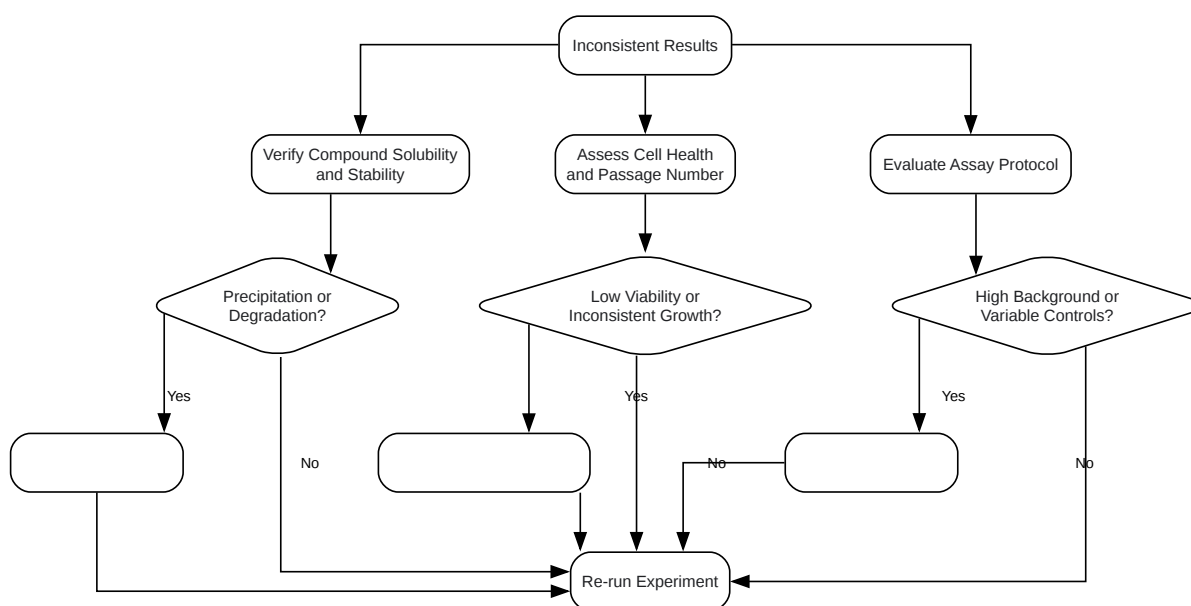 Inconsistent Results
Verify Compound Solubility
and Stability
Assess Cell Health
and Passage Number
Evaluate Assay Protocol
Precipitation or
Degradation?
Low Viability or
Inconsistent Growth?
High Background or
Variable Controls?
Yes
Yes
Yes
No
No
No
Re-run Experiment